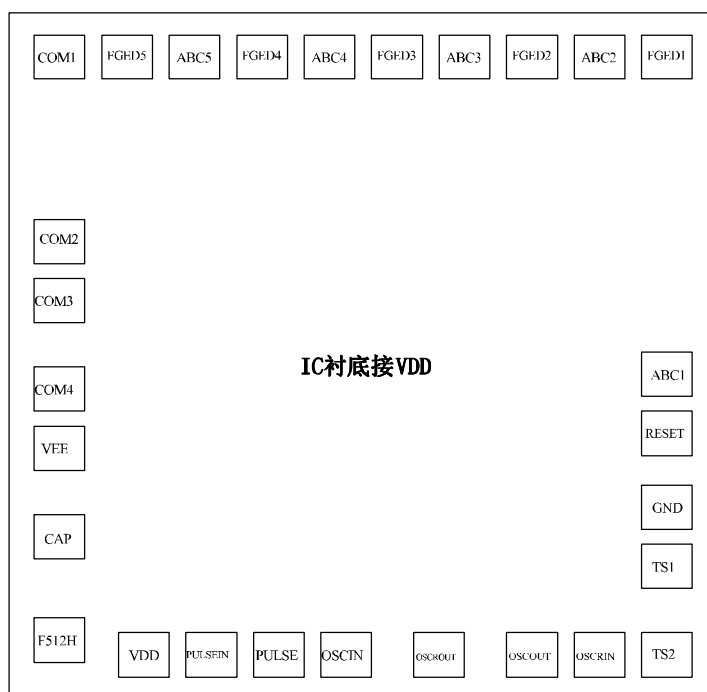 COM1 FGED5 ABC5 FGED4 ABC4 FGED3 ABC3 FGED2 ABC2 FGED1
COM2
COM3
IC衬底接VDD
ABC1
COM4
RESET
VEE
GND
CAP
TS1
F512H VDD PULSEIN PULSE OSCIN OSCROUT OSCOUT OSCRIN TS2